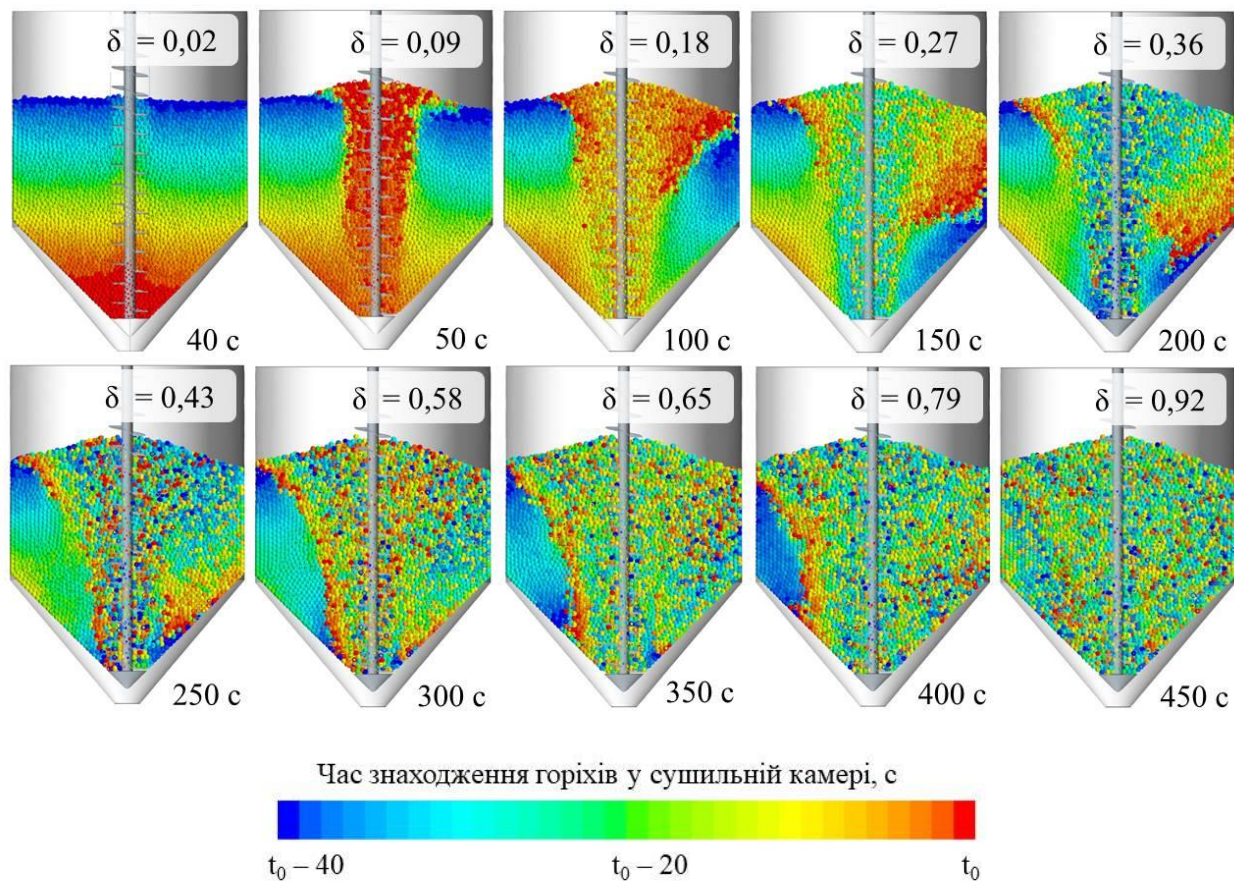 δ = 0,02
δ = 0,09
δ = 0,18
δ = 0,27
δ = 0,36
40 с
50 с
100 с
150 с
200 с
δ = 0,43
δ = 0,58
δ = 0,65
δ = 0,79
δ = 0,92
250 с
300 с
350 с
400 с
450 с
Час знаходження горіхів у сушильній камері, с
t₀ – 40
t₀ – 20
t₀